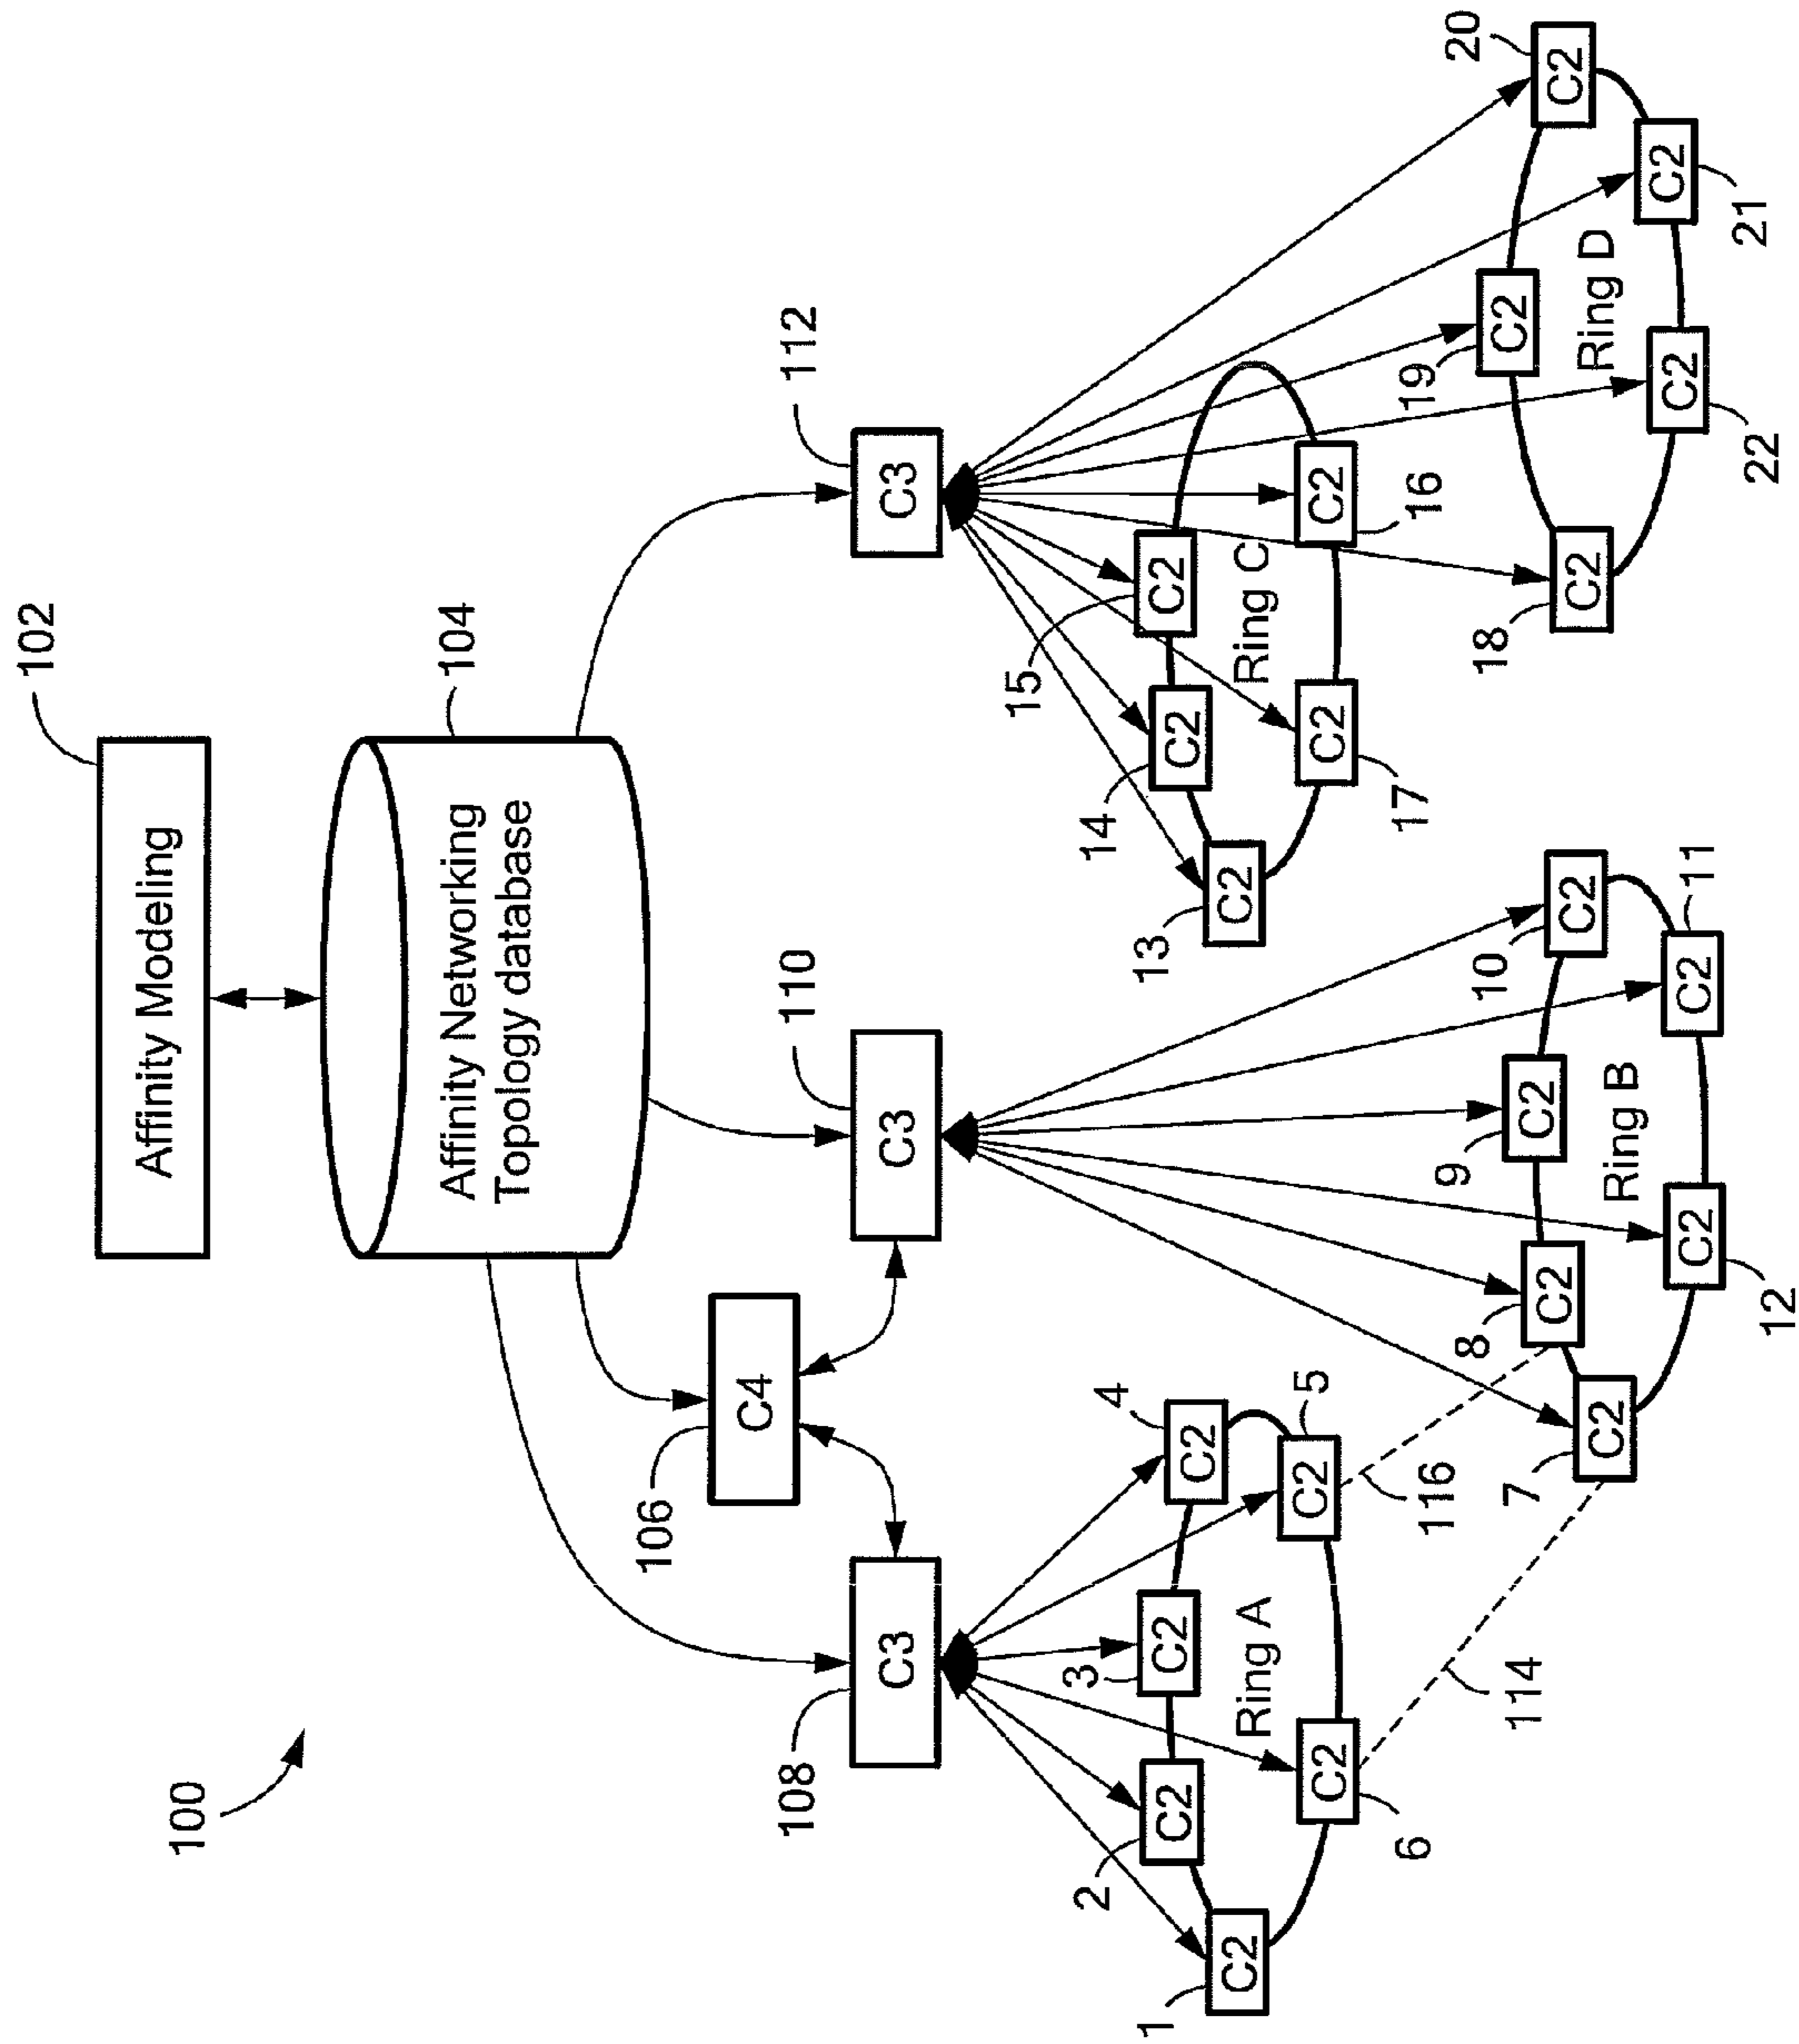 100
102
Affinity Modeling
104
Affinity Networking
Topology database
106
C4
108
C3
110
C3
112
C3
1
C2
2
C2
3
C2
4
C2
5
C2
6
C2
Ring A
114
116
7
C2
8
C2
9
C2
10
C2
11
C2
12
C2
Ring B
13
C2
14
C2
15
C2
16
C2
17
C2
Ring C
18
C2
19
C2
20
C2
21
C2
22
C2
Ring D